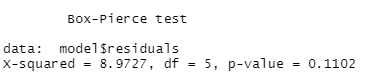 Box-Pierce test
data: model$residuals
X-squared = 8.9727, df = 5, p-value = 0.1102